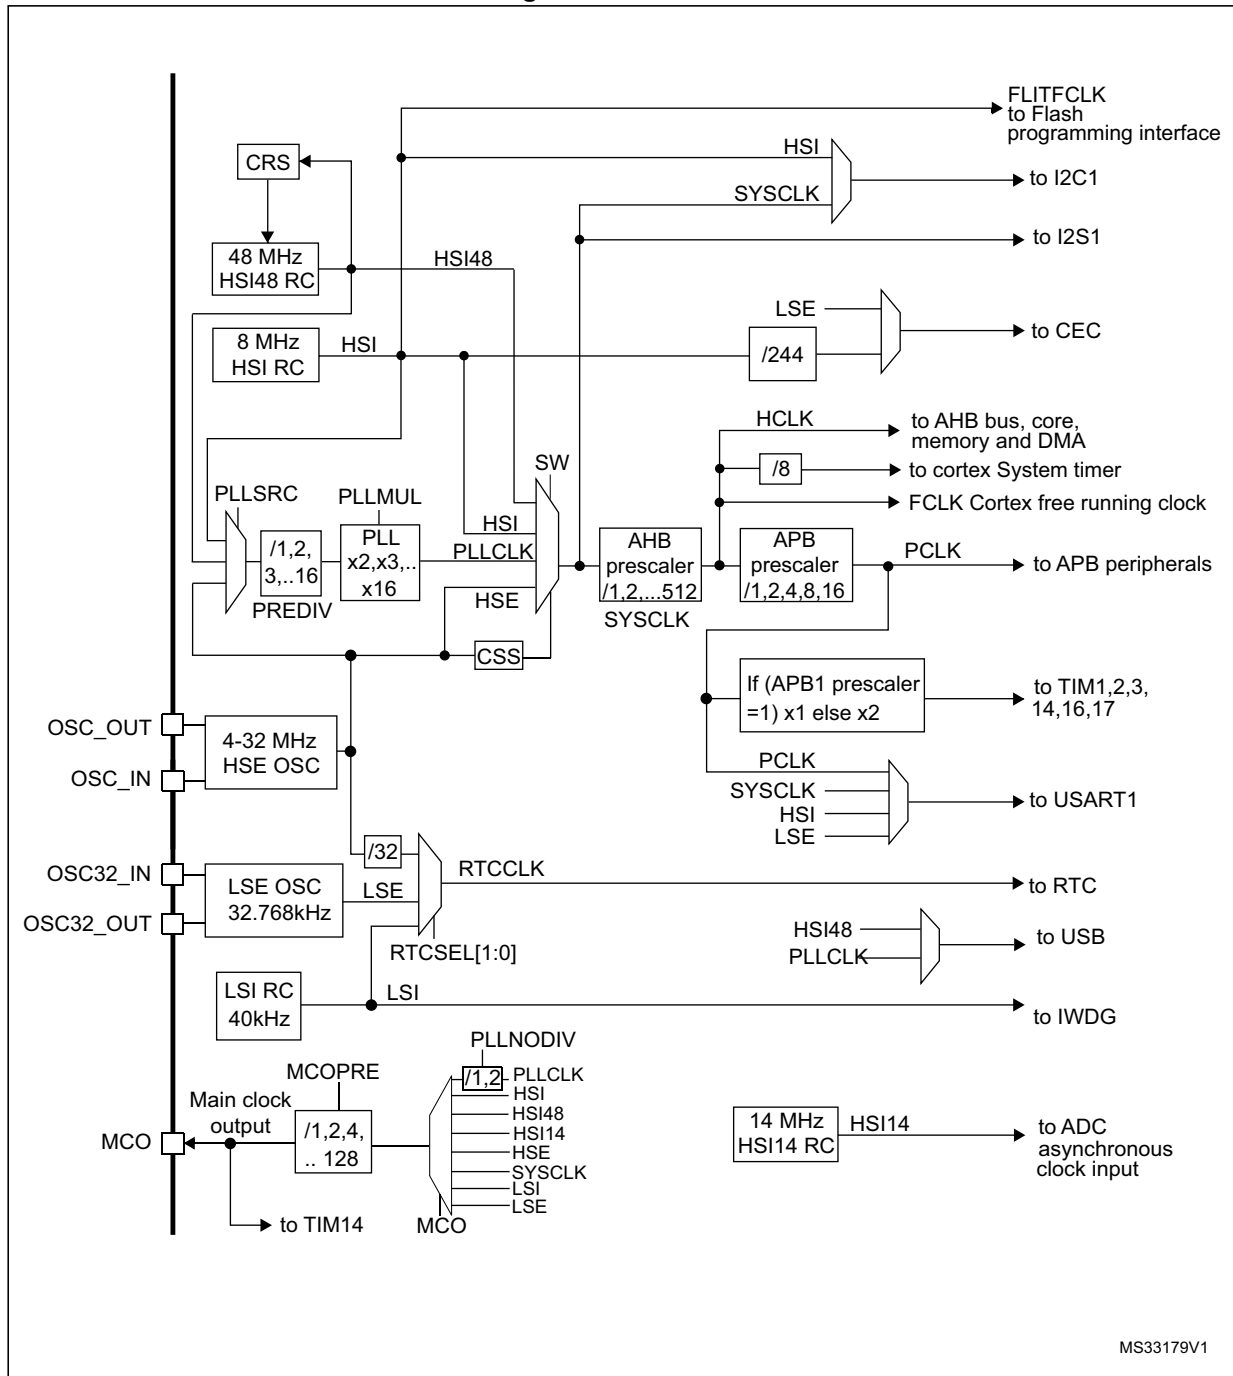 FLITFCLK
to Flash
programming interface
HSI
CRS
to I2C1
SYSCLK
to I2S1
48 MHz
HSI48 RC
HSI48
LSE
to CEC
8 MHz
HSI RC
HSI
/244
HCLK
to AHB bus, core,
memory and DMA
/8
to cortex System timer
SW
PLLSRC
PLLMUL
FCLK Cortex free running clock
HSI
/1,2,
3,..16
PREDIV
PLL
x2,x3,..
x16
PLLCLK
AHB
prescaler
/1,2,...512
SYSCLK
APB
prescaler
/1,2,4,8,16
PCLK
to APB peripherals
HSE
CSS
If (APB1 prescaler
=1) x1 else x2
to TIM1,2,3,
14,16,17
OSC_OUT
OSC_IN
4-32 MHz
HSE OSC
PCLK
SYSCLK
HSI
LSE
to USART1
/32
OSC32_IN
OSC32_OUT
LSE OSC
32.768kHz
LSE
RTCCLK
to RTC
RTCSEL[1:0]
HSI48
PLLCLK
to USB
LSI RC
40kHz
LSI
to IWDG
PLLNODIV
MCOPRE
/1,2
PLLCLK
HSI
HSI48
HSI14
HSE
SYSCLK
LSI
LSE
Main clock
output
MCO
/1,2,4,
.. 128
14 MHz
HSI14 RC
HSI14
to ADC
asynchronous
clock input
to TIM14
MCO
MS33179V1